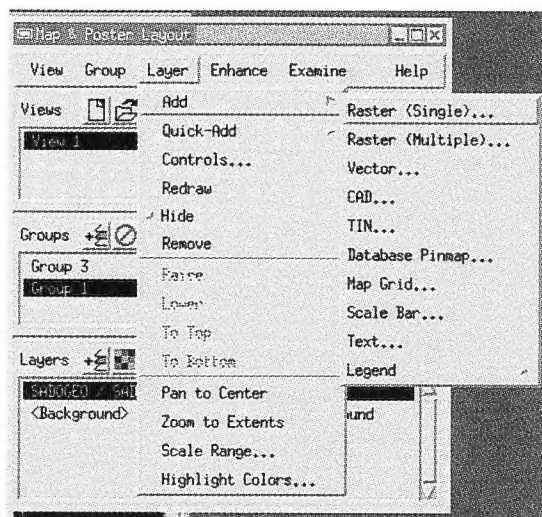 Map & Poster Layout
View Group Layer Enhance Examine Help
Views
View 1
Groups
Group 3
Group 1
Layers
<Background>
Add
Quick-Add
Controls...
Redraw
Hide
Remove
Raise
Lower
To Top
To Bottom
Pan to Center
Zoom to Extents
Scale Range...
Highlight Colors...
Raster (Single)...
Raster (Multiple)...
Vector...
CAD...
TIN...
Database Pinmap...
Map Grid...
Scale Bar...
Text...
Legend